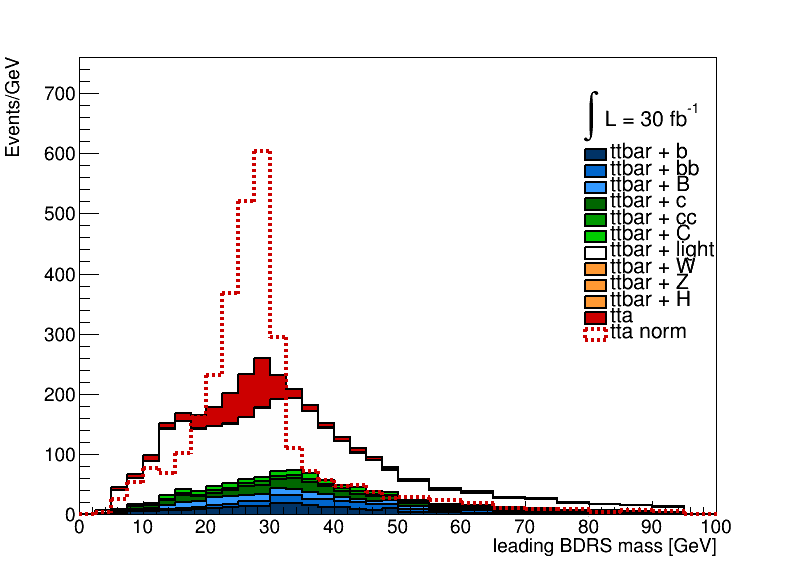 Events/GeV
700
600
500
400
300
200
100
0
∫ L = 30 fb⁻¹
ttbar + b
ttbar + bb
ttbar + B
ttbar + c
ttbar + cc
ttbar + C
ttbar + light
ttbar + W
ttbar + Z
ttbar + H
tta
tta norm
0 10 20 30 40 50 60 70 80 90 100
leading BDRS mass [GeV]